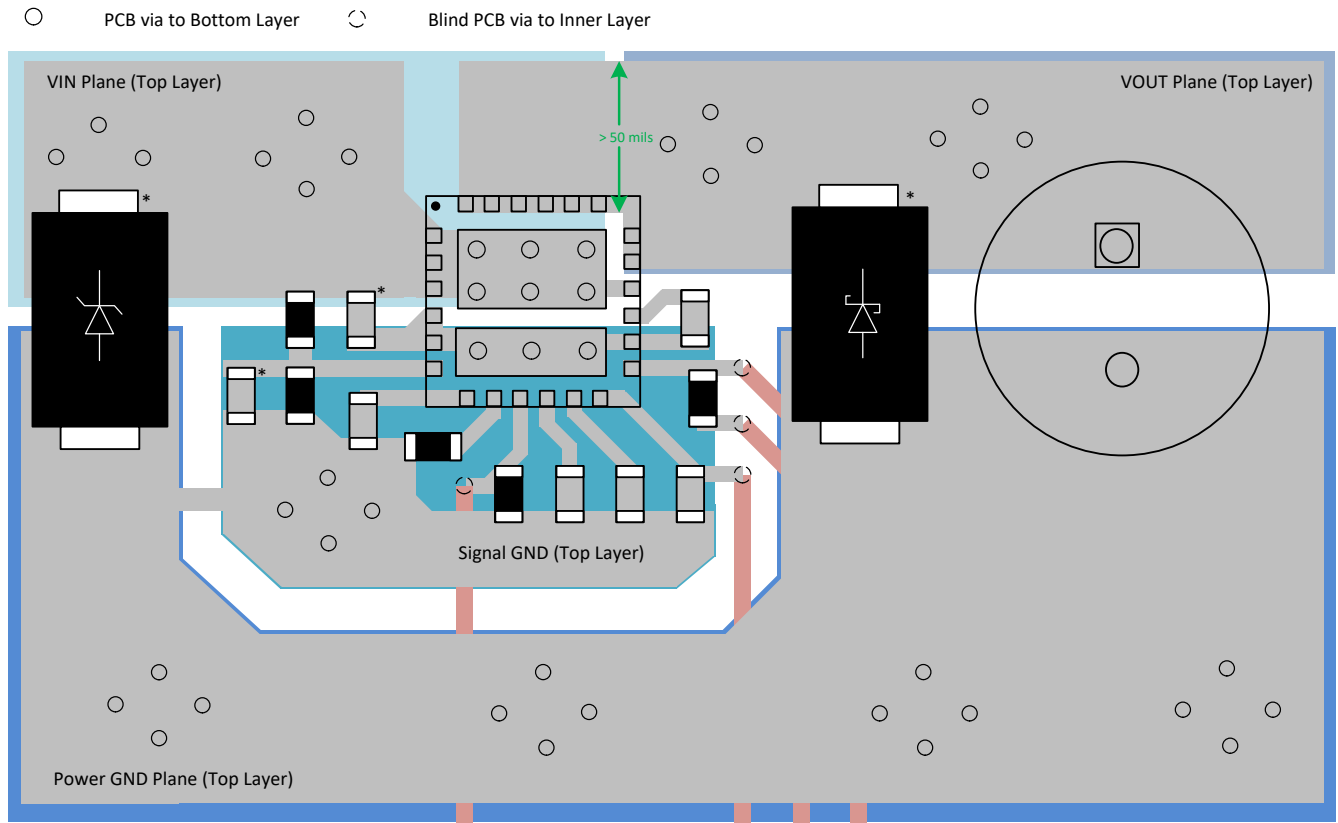 PCB via to Bottom Layer
Blind PCB via to Inner Layer
VIN Plane (Top Layer)
VOUT Plane (Top Layer)
> 50 mils
*
*
*
*
Signal GND (Top Layer)
Power GND Plane (Top Layer)